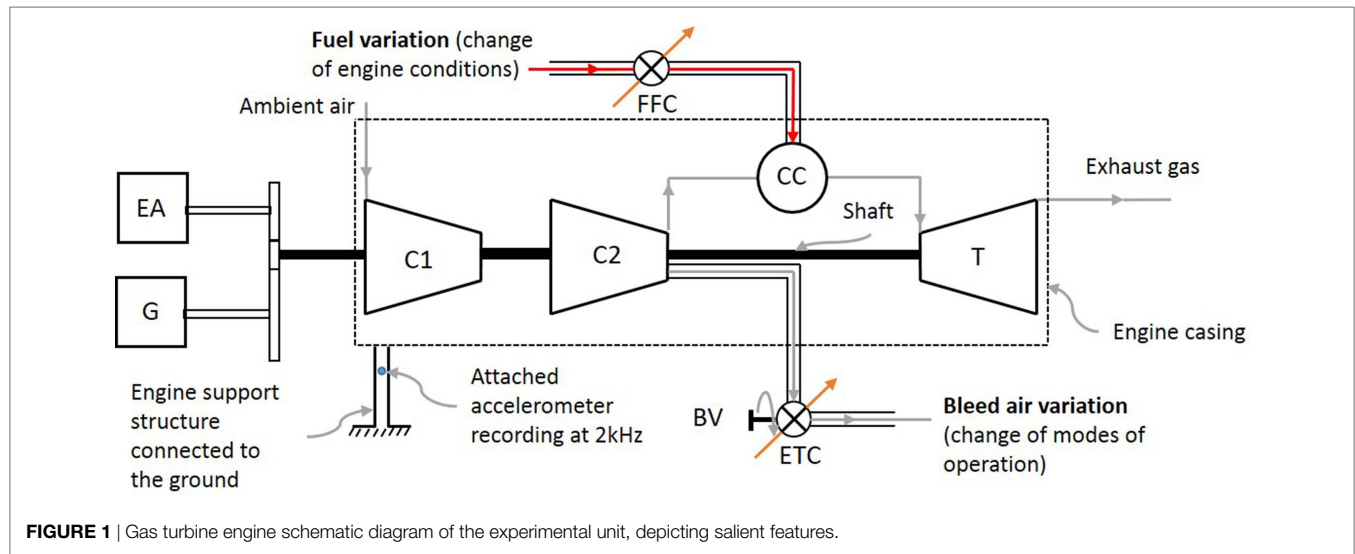 Fuel variation (change
of engine conditions)
FFC
Ambient air
CC
Exhaust gas
EA
Shaft
C1
C2
T
G
Engine casing
Engine support
structure
connected to
the ground
Attached
accelerometer
recording at 2kHz
BV
ETC
Bleed air variation
(change of modes of
operation)
FIGURE 1 | Gas turbine engine schematic diagram of the experimental unit, depicting salient features.